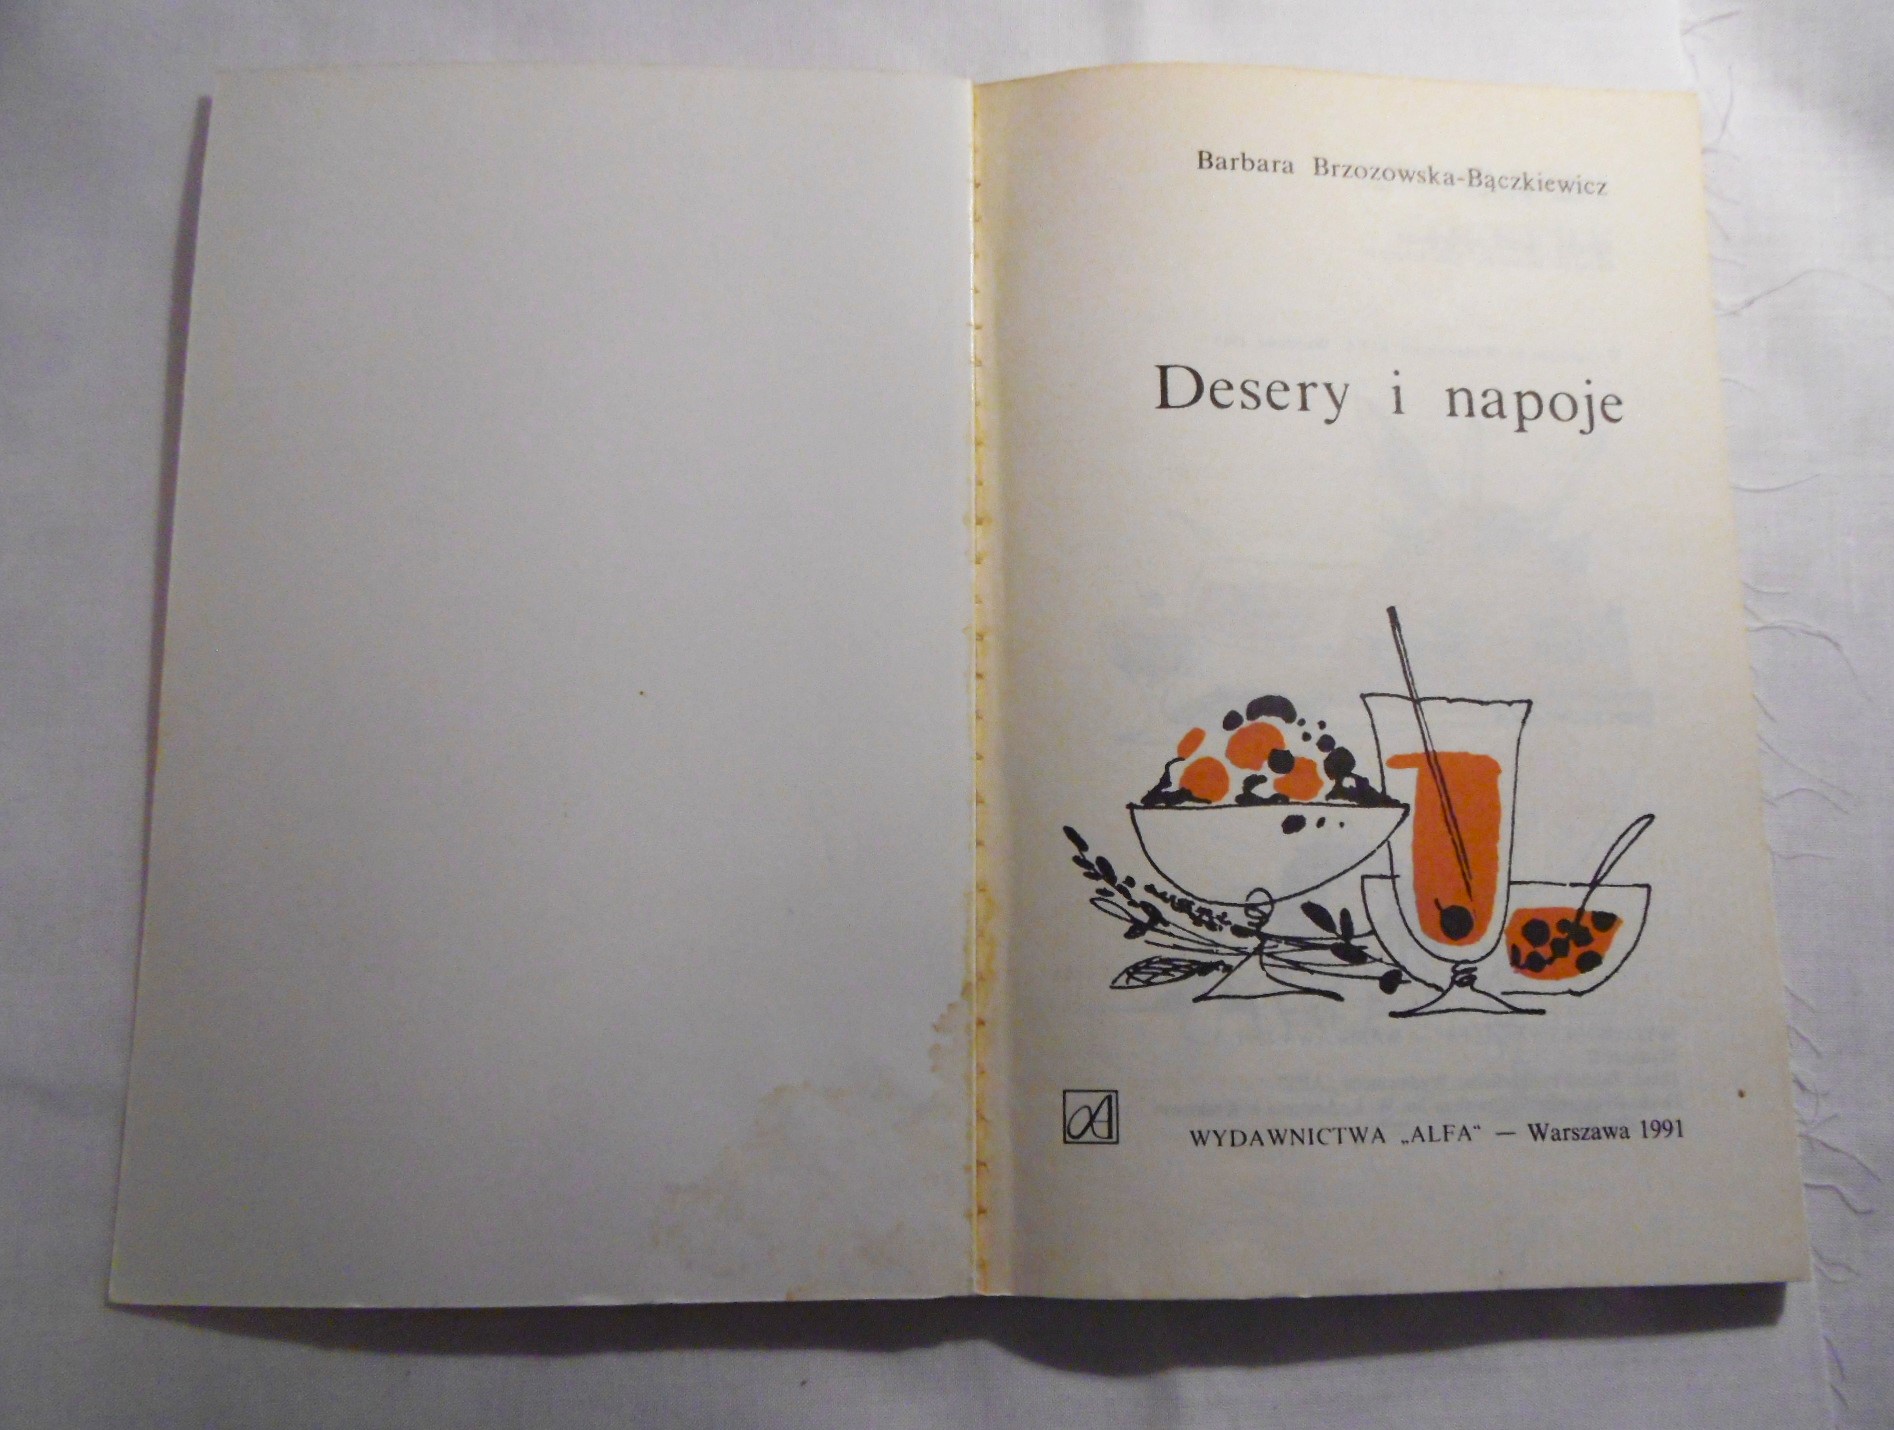 Barbara Brzozowska-Bączkiewicz
Desery i napoje
WYDAWNICTWA „ALFA“ — Warszawa 1991